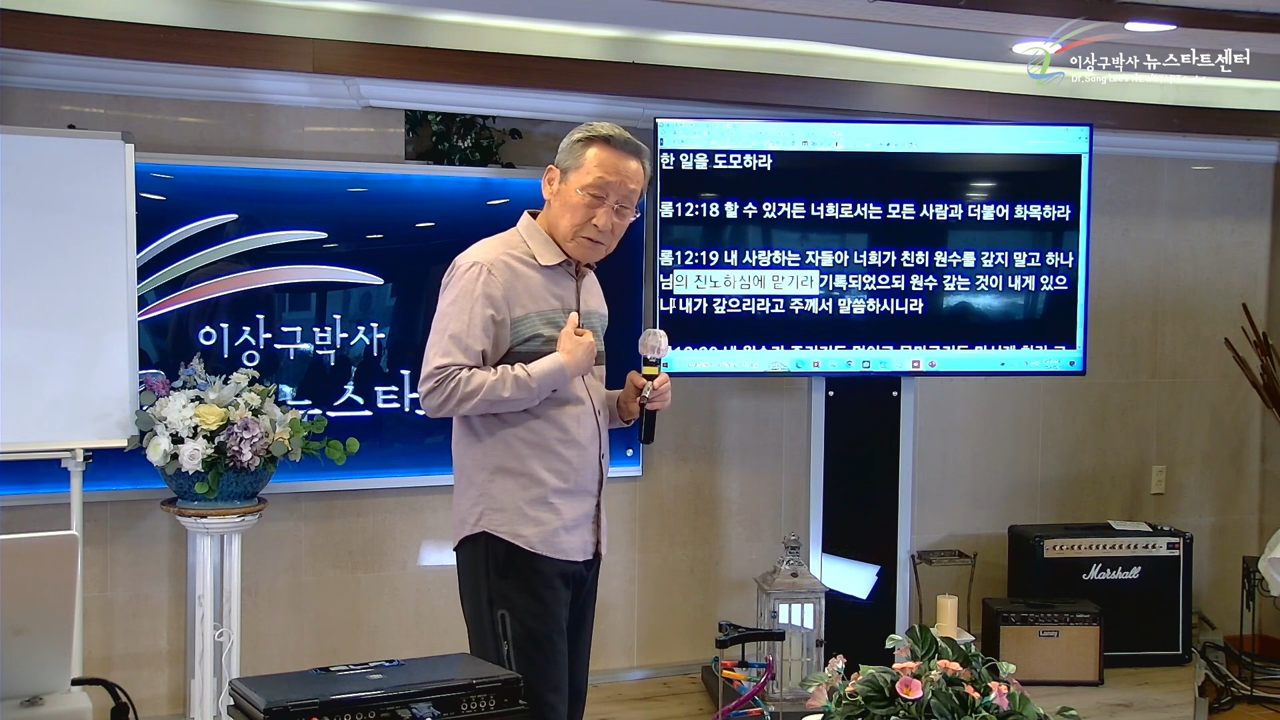 이상구박사 뉴스타트센터
한 일을 도모하라
롬12:18 할 수 있거든 너희로서는 모든 사람과 더불어 화목하라
롬12:19 내 사랑하는 자들아 너희가 친히 원수를 갚지 말고 하나
님의 진노하심에 맡기라 기록되었으되 원수 갚는 것이 내게 있으
니 내가 갚으리라고 주께서 말씀하시니라
이상구박사
뉴스타
Marshall
Laney